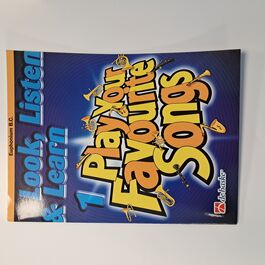 Euphonium B.C.
Look, Listen
& Learn
1
Play Your
Favourite
Songs
de haske